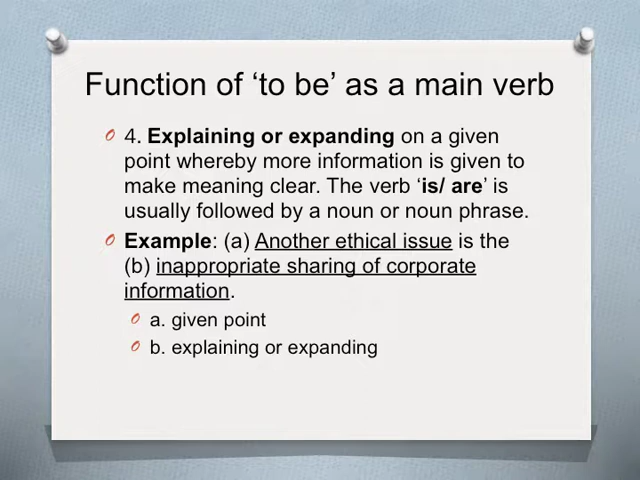 Function of ‘to be’ as a main verb
4. Explaining or expanding on a given
point whereby more information is given to
make meaning clear. The verb ‘is/ are’ is
usually followed by a noun or noun phrase.
Example: (a) Another ethical issue is the
(b) inappropriate sharing of corporate
information.
a. given point
b. explaining or expanding